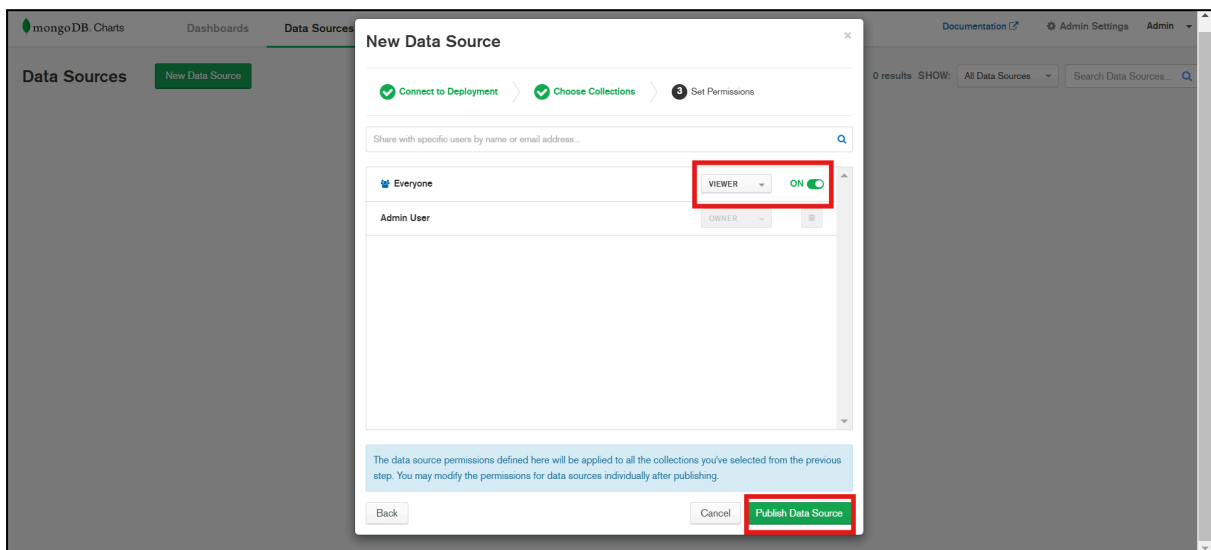 mongoDB. Charts Dashboards Data Sources Documentation Admin Settings Admin
Data Sources New Data Source 0 results SHOW: All Data Sources Search Data Sources...
New Data Source ×
Connect to Deployment Choose Collections 3 Set Permissions
Share with specific users by name or email address...
Everyone VIEWER ON
Admin User OWNER
The data source permissions defined here will be applied to all the collections you've selected from the previous
step. You may modify the permissions for data sources individually after publishing.
Back Cancel Publish Data Source